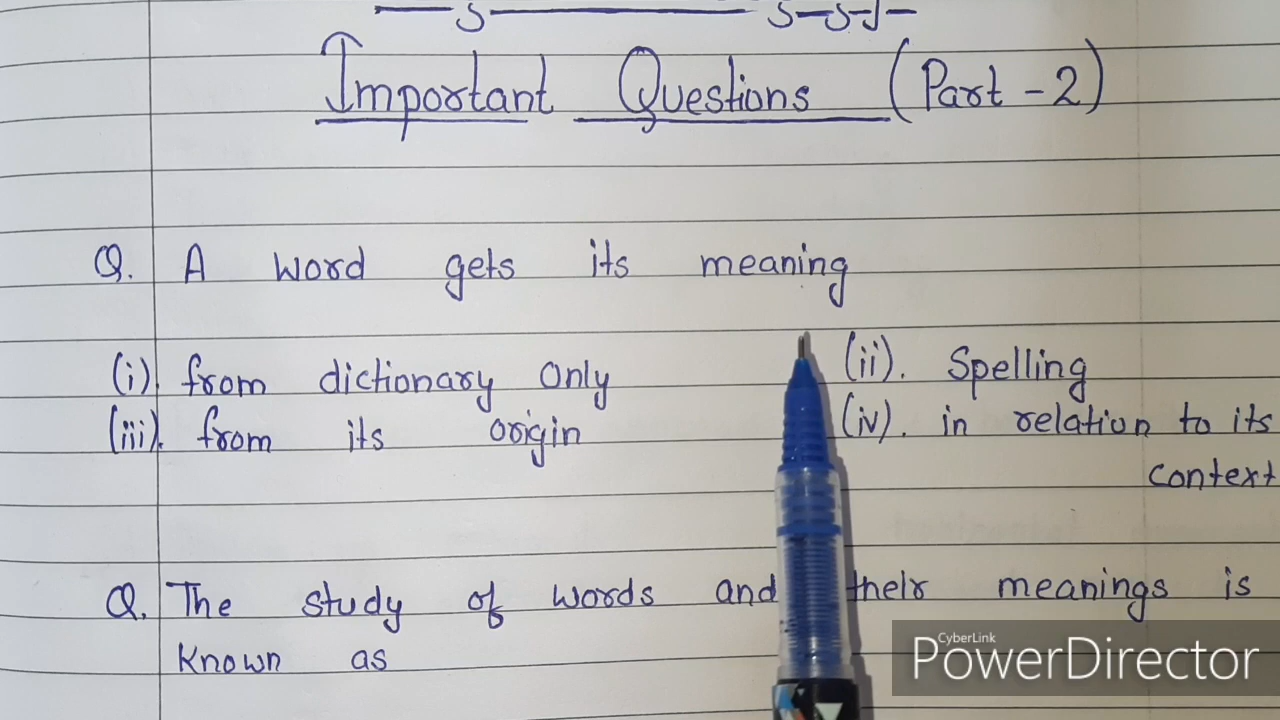 Important Questions (Part - 2)
Q. A word gets its meaning
(i) from dictionary only (ii). Spelling
(iii). from its origin (iv). in relation to its
context
Q. The study of words and their meanings is
known as
CyberLink
PowerDirector